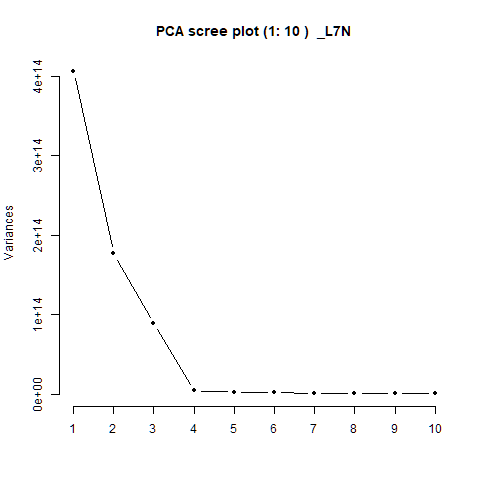 PCA scree plot (1: 10 )  _L7N
4e+14
3e+14
2e+14
1e+14
0e+00
Variances
1 2 3 4 5 6 7 8 9 10